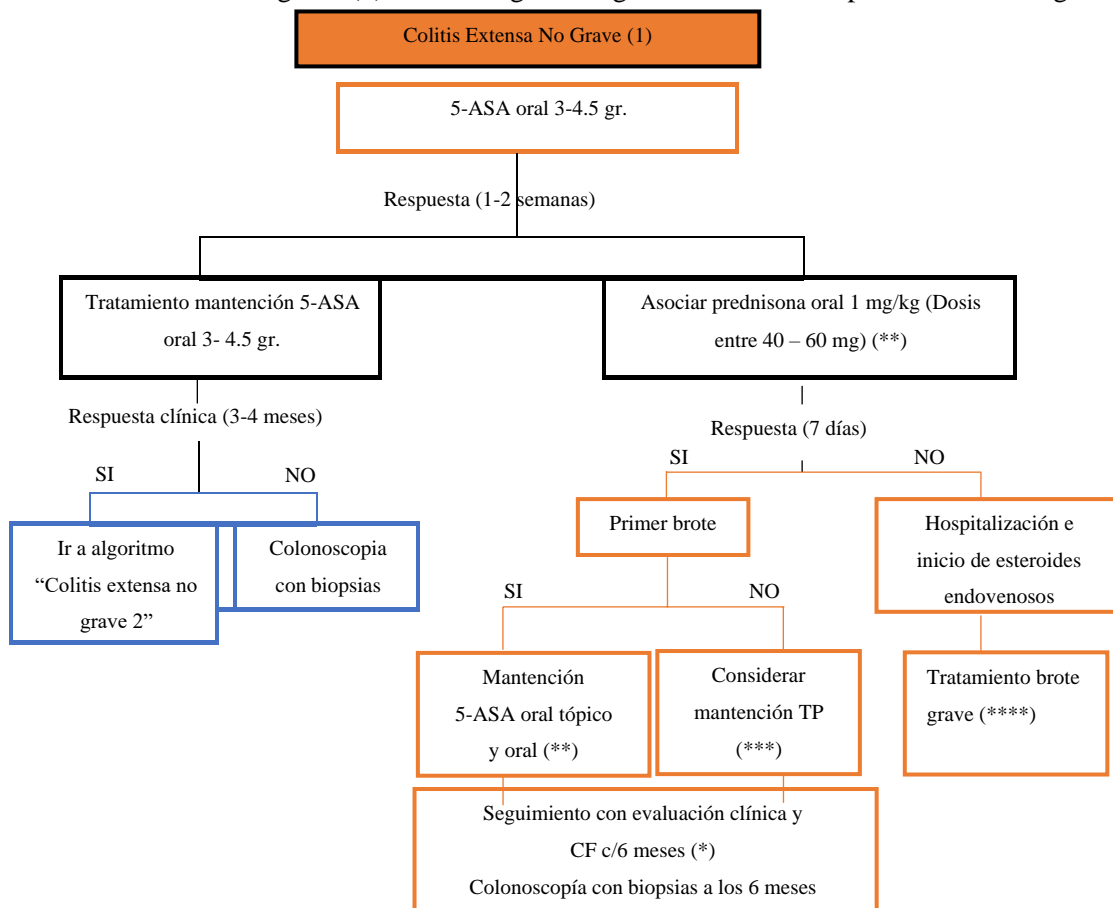 Colitis Extensa No Grave (1)
5-ASA oral 3-4.5 gr.
Respuesta (1-2 semanas)
Tratamiento mantención 5-ASA
oral 3- 4.5 gr.
Asociar prednisona oral 1 mg/kg (Dosis
entre 40 – 60 mg) (**)
Respuesta clínica (3-4 meses)
Respuesta (7 días)
SI
NO
SI
NO
Ir a algoritmo
“Colitis extensa no
grave 2”
Colonoscopia
con biopsias
Primer brote
Hospitalización e
inicio de esteroides
endovenosos
SI
NO
Mantención
5-ASA oral tópico
y oral (**)
Considerar
mantención TP
(***)
Tratamiento brote
grave (****)
Seguimiento con evaluación clínica y
CF c/6 meses (*)
Colonoscopía con biopsias a los 6 meses